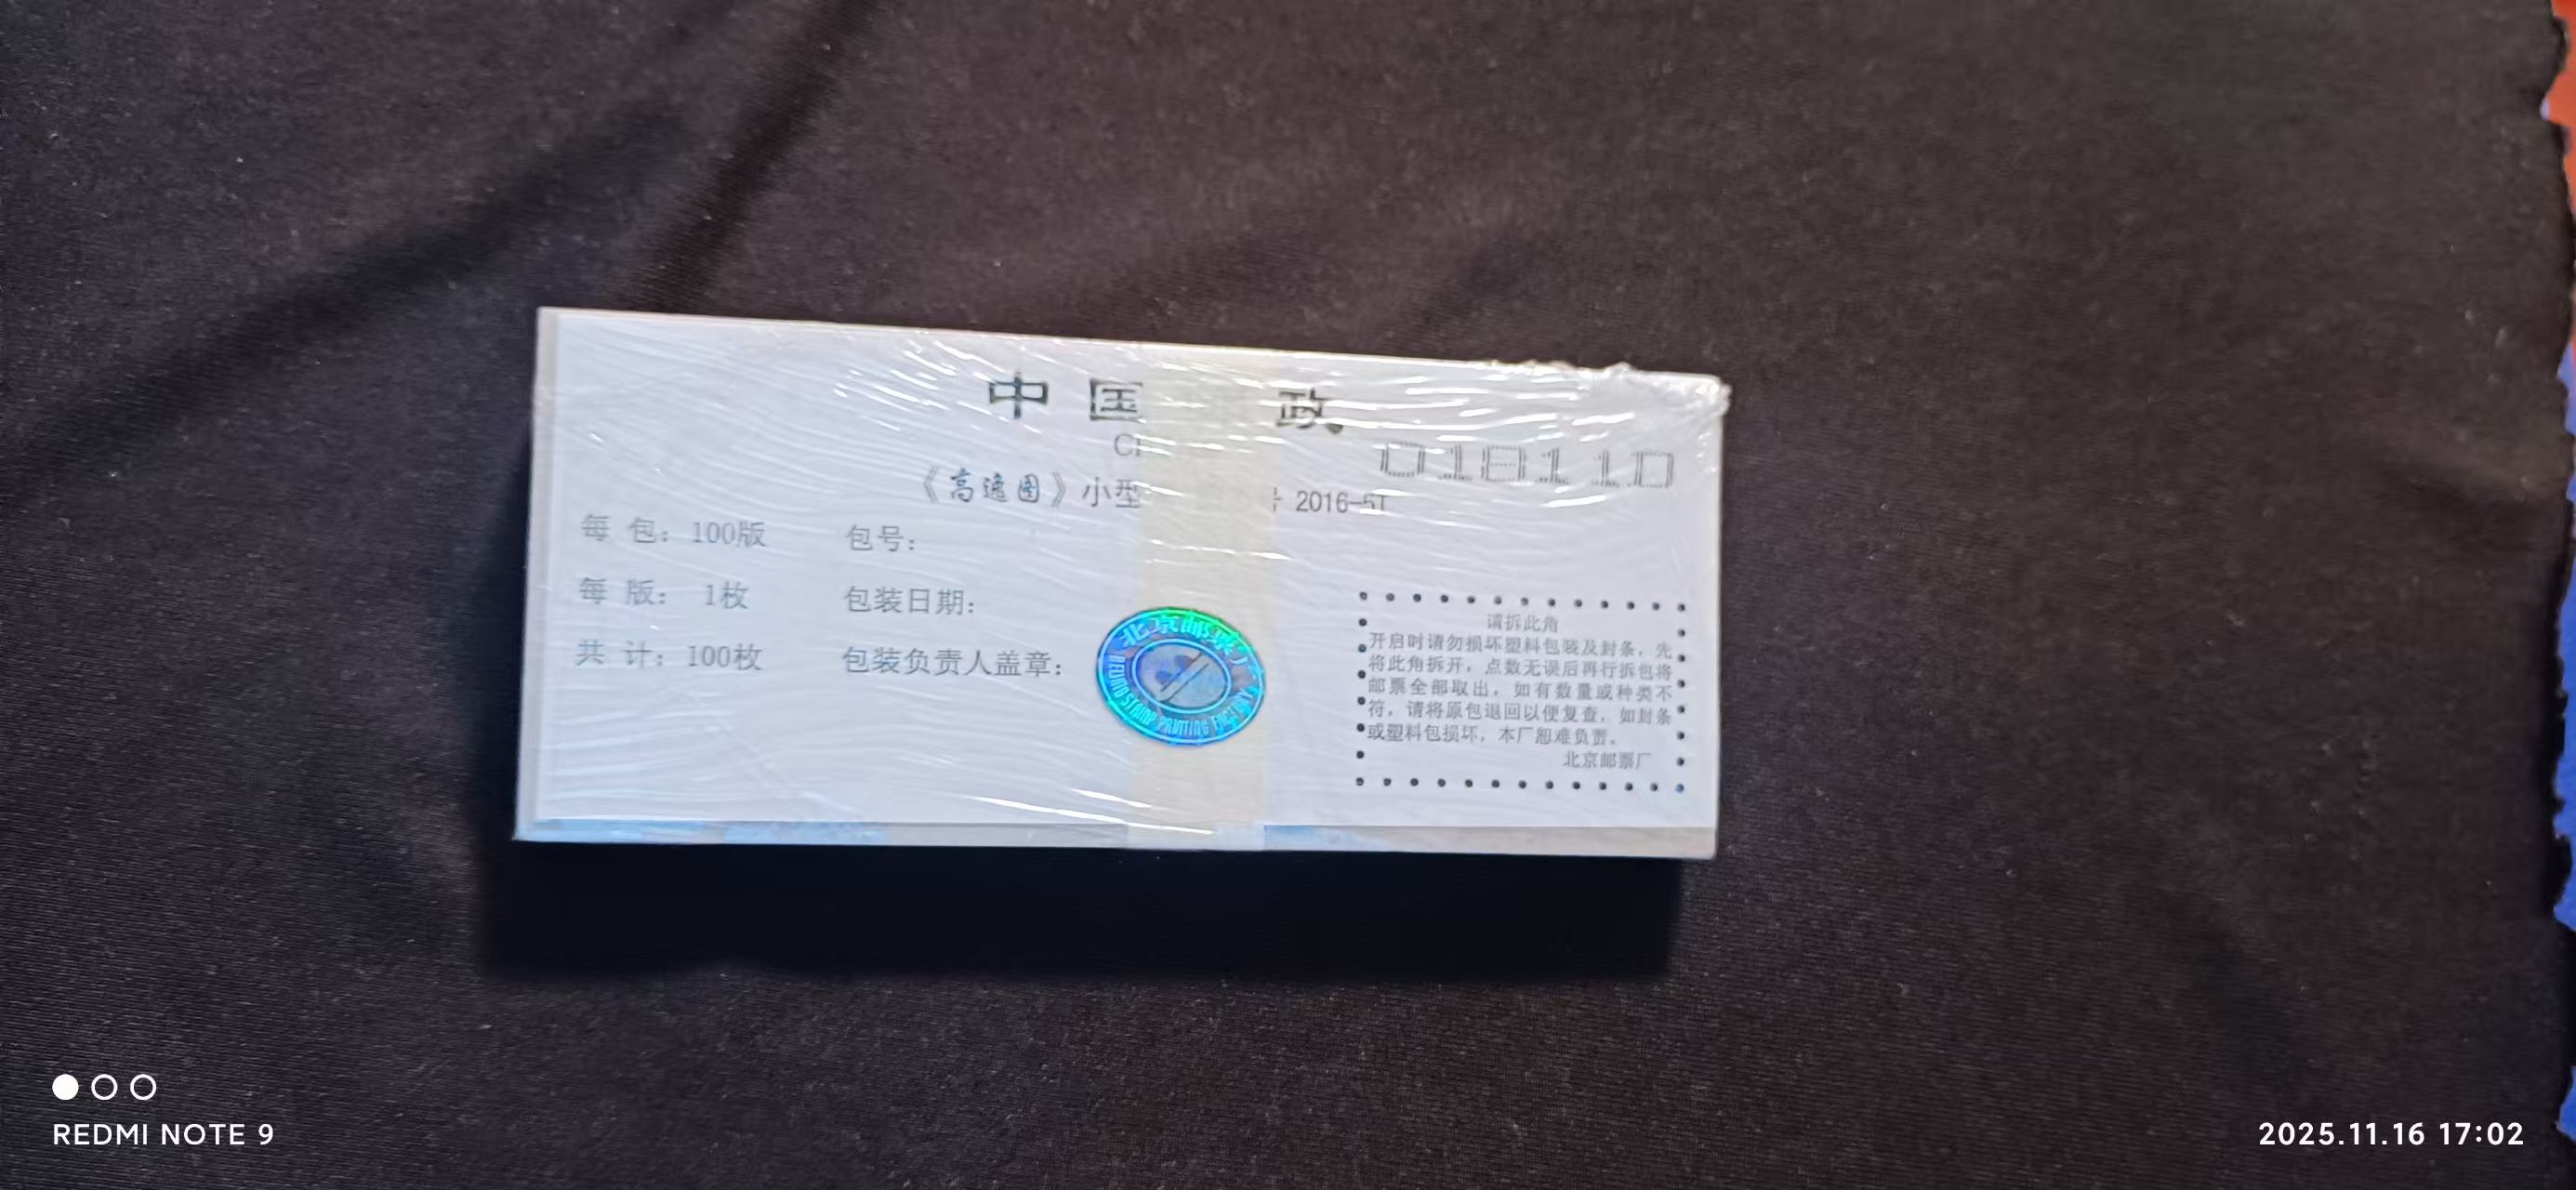 中国 政
《高逸图》小型 2016-5T
018110
每 包：100版
包号：
每 版： 1枚
包装日期：
共 计：100枚
包装负责人盖章：
北京邮票厂
BEIJING STAMP PRINTING FACTORY
请拆此角
开启时请勿损坏塑料包装及封条，先
将此角拆开，点数无误后再行拆包将
邮票全部取出，如有数量或种类不
符，请将原包退回以便复查，如封条
或塑料包损坏，本厂恕难负责。
北京邮票厂
REDMI NOTE 9
2025.11.16 17:02